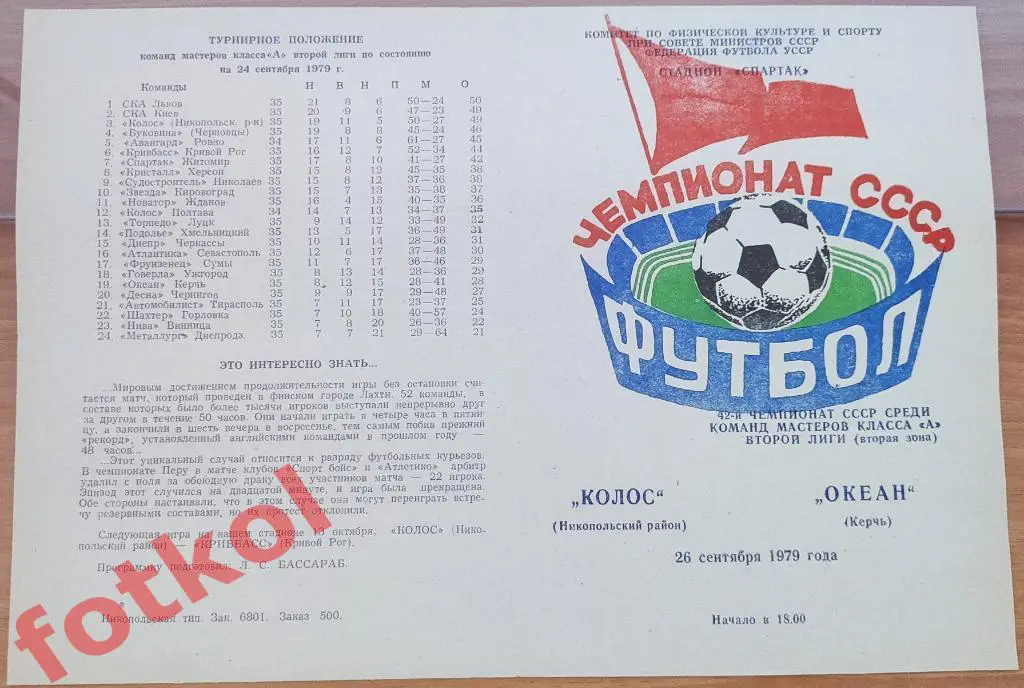 ТУРНИРНОЕ ПОЛОЖЕНИЕ
команд мастеров класса «А» второй лиги по состоянию
на 24 сентября 1979 г.
Команды И В Н П М О
1. СКА Львов 35 21 8 6 50—24 50
2. СКА Киев 35 20 9 6 47—23 49
3. «Колос» (Никопольск. р-н) 35 19 11 5 50—27 49
4. «Буковина» (Черновцы) 35 19 8 8 45—24 46
5. «Авангард» Ровно 34 17 11 6 61—27 45
6. «Кривбасс» Кривой Рог 35 16 12 7 52—34 44
7. «Спартак» Житомир 35 17 8 10 41—27 42
8. «Кристалл» Херсон 35 15 8 12 45—35 38
9. «Судостроитель» Николаев 35 15 8 12 37—36 38
10. «Звезда» Кировоград 35 15 7 13 35—38 37
11. «Новатор» Жданов 35 16 4 15 40—35 36
12. «Колос» Полтава 34 14 7 13 34—37 35
13. «Торпедо» Луцк 35 9 14 12 33—49 32
14. «Подолье» Хмельницкий 35 13 5 17 36—49 31
15. «Днепр» Черкассы 35 10 11 14 28—36 31
16. «Атлантика» Севастополь 35 12 6 17 37—48 30
17. «Фрунзенец» Сумы 35 11 7 17 36—46 29
18. «Говерла» Ужгород 35 8 13 14 28—36 29
19. «Океан» Керчь 35 8 12 15 28—41 28
20. «Десна» Чернигов 35 9 9 17 29—48 27
21. «Автомобилист» Тирасполь 35 7 11 17 23—37 25
22. «Шахтер» Горловка 35 7 10 18 40—57 24
23. «Нива» Винница 35 7 8 20 26—36 22
24. «Металлург» Днепродз. 35 7 7 21 29—64 21
ЭТО ИНТЕРЕСНО ЗНАТЬ...
...Мировым достижением продолжительности игры без остановки счи-
тается матч, который проведен в финском городе Лахти. 52 команды, в
составе которых было более тысячи игроков выступали непрерывно друг
за другом в течение 50 часов. Они начали играть в четыре часа в пятни-
цу, а закончили в шесть вечера в воскресенье, тем самым побив прежний
«рекорд», установленный английскими командами в прошлом году —
48 часов...
...Этот уникальный случай относится к разряду футбольных курьезов.
В чемпионате Перу в матче клубов «Спорт бойс» и «Атлетико» арбитр
удалил с поля за обоюдную драку всех участников матча — 22 игрока.
Эпизод этот случился на двадцатой минуте, и игра была прекращена.
Обе стороны настаивали, что в этом случае они могут переиграть встре-
чу резервными составами, но их протест отклонили.
Следующая игра на нашем стадионе 13 октября, «КОЛОС» (Нико-
польский район) — «КРИВБАСС» (Кривой Рог).
Программу подготовил: Л. С. БАССАРАБ.
Никопольская тип. Зак. 6801. Заказ 500.
КОМИТЕТ ПО ФИЗИЧЕСКОЙ КУЛЬТУРЕ И СПОРТУ
ПРИ СОВЕТЕ МИНИСТРОВ СССР
ФЕДЕРАЦИЯ ФУТБОЛА УССР
СТАДИОН «СПАРТАК»
ЧЕМПИОНАТ СССР
ФУТБОЛ
42-й ЧЕМПИОНАТ СССР СРЕДИ
КОМАНД МАСТЕРОВ КЛАССА «А»
ВТОРОЙ ЛИГИ (вторая зона)
„КОЛОС“ „ОКЕАН“
(Никопольский район) (Керчь)
26 сентября 1979 года
Начало в 18.00
fotkol